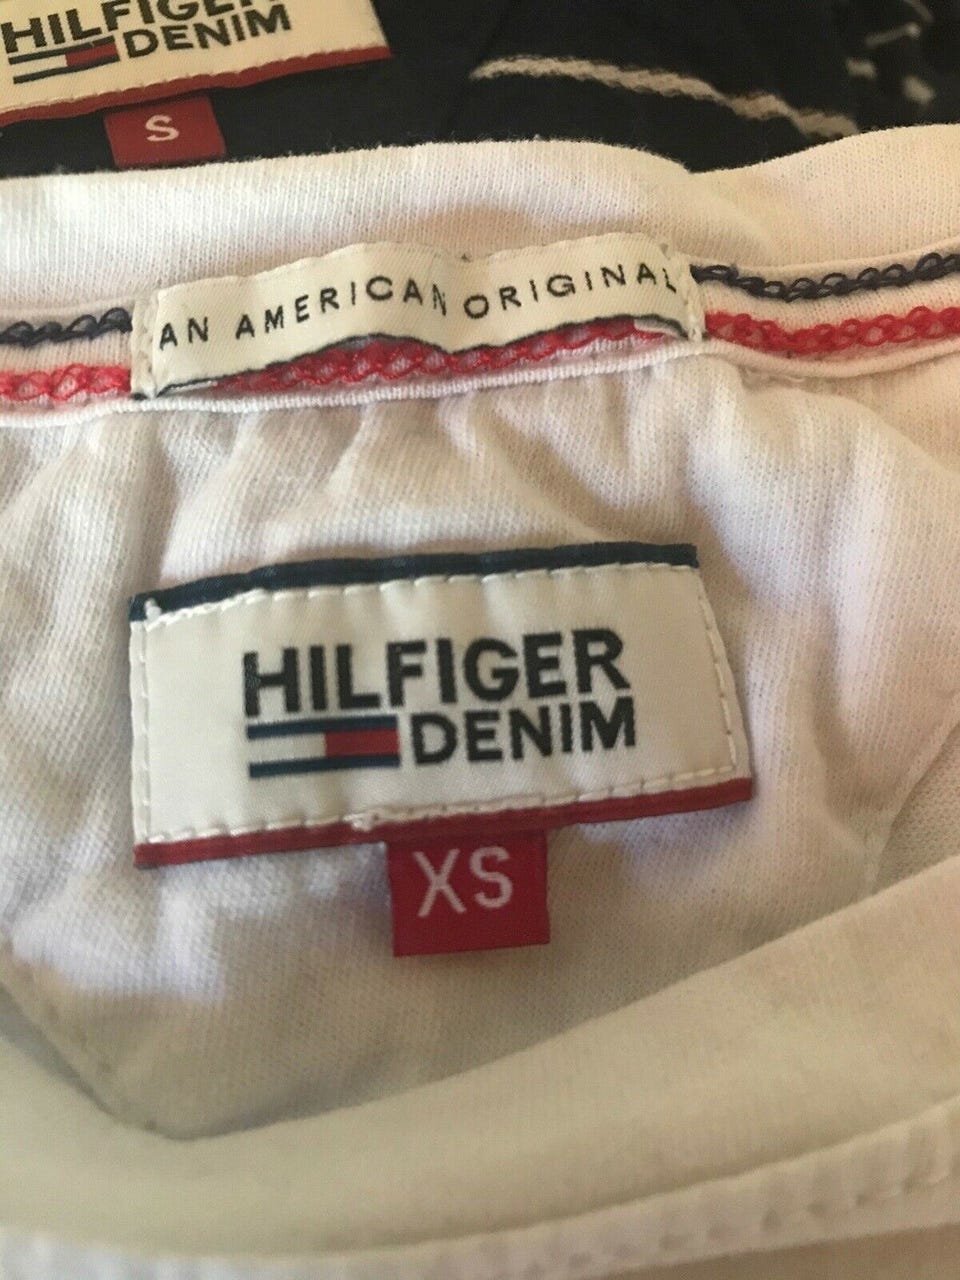 HILFIGER
DENIM
S
AN AMERICAN ORIGINAL
HILFIGER
DENIM
XS